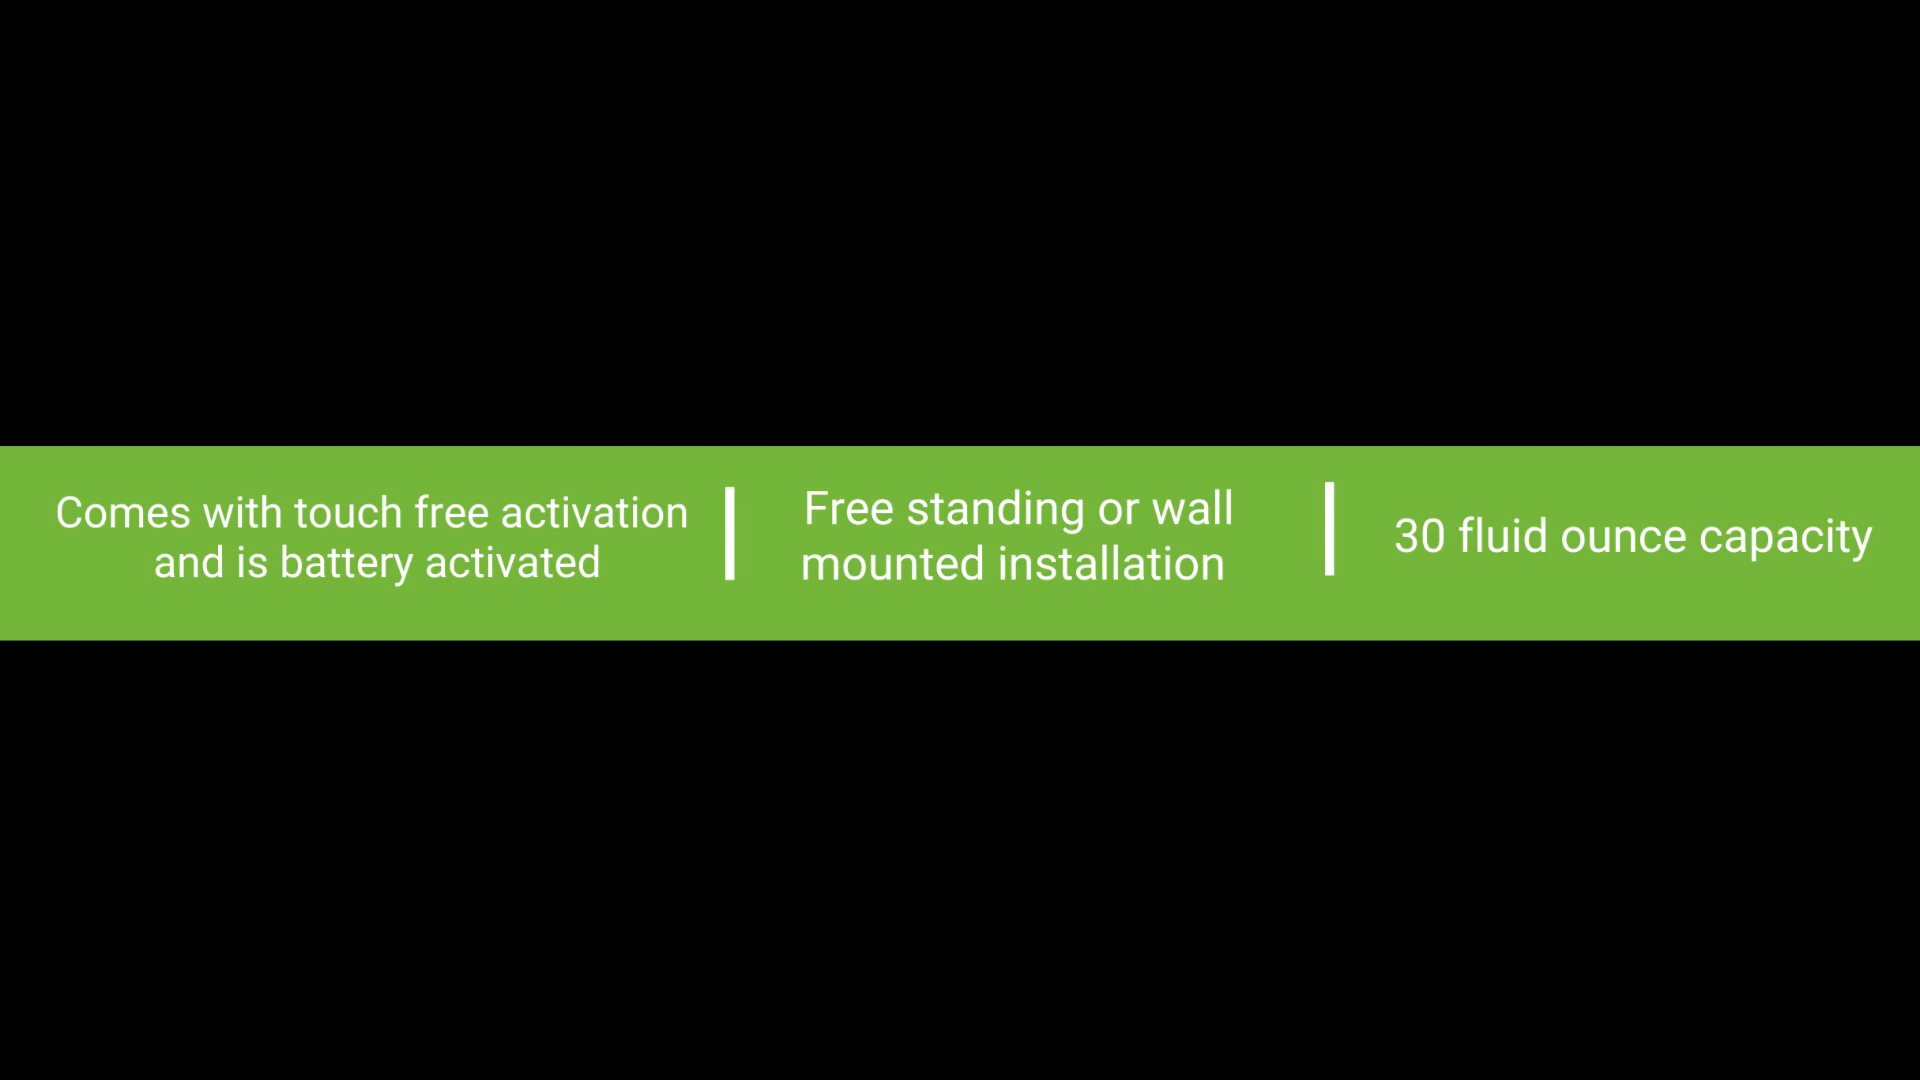 Comes with touch free activation
and is battery activated
Free standing or wall
mounted installation
30 fluid ounce capacity